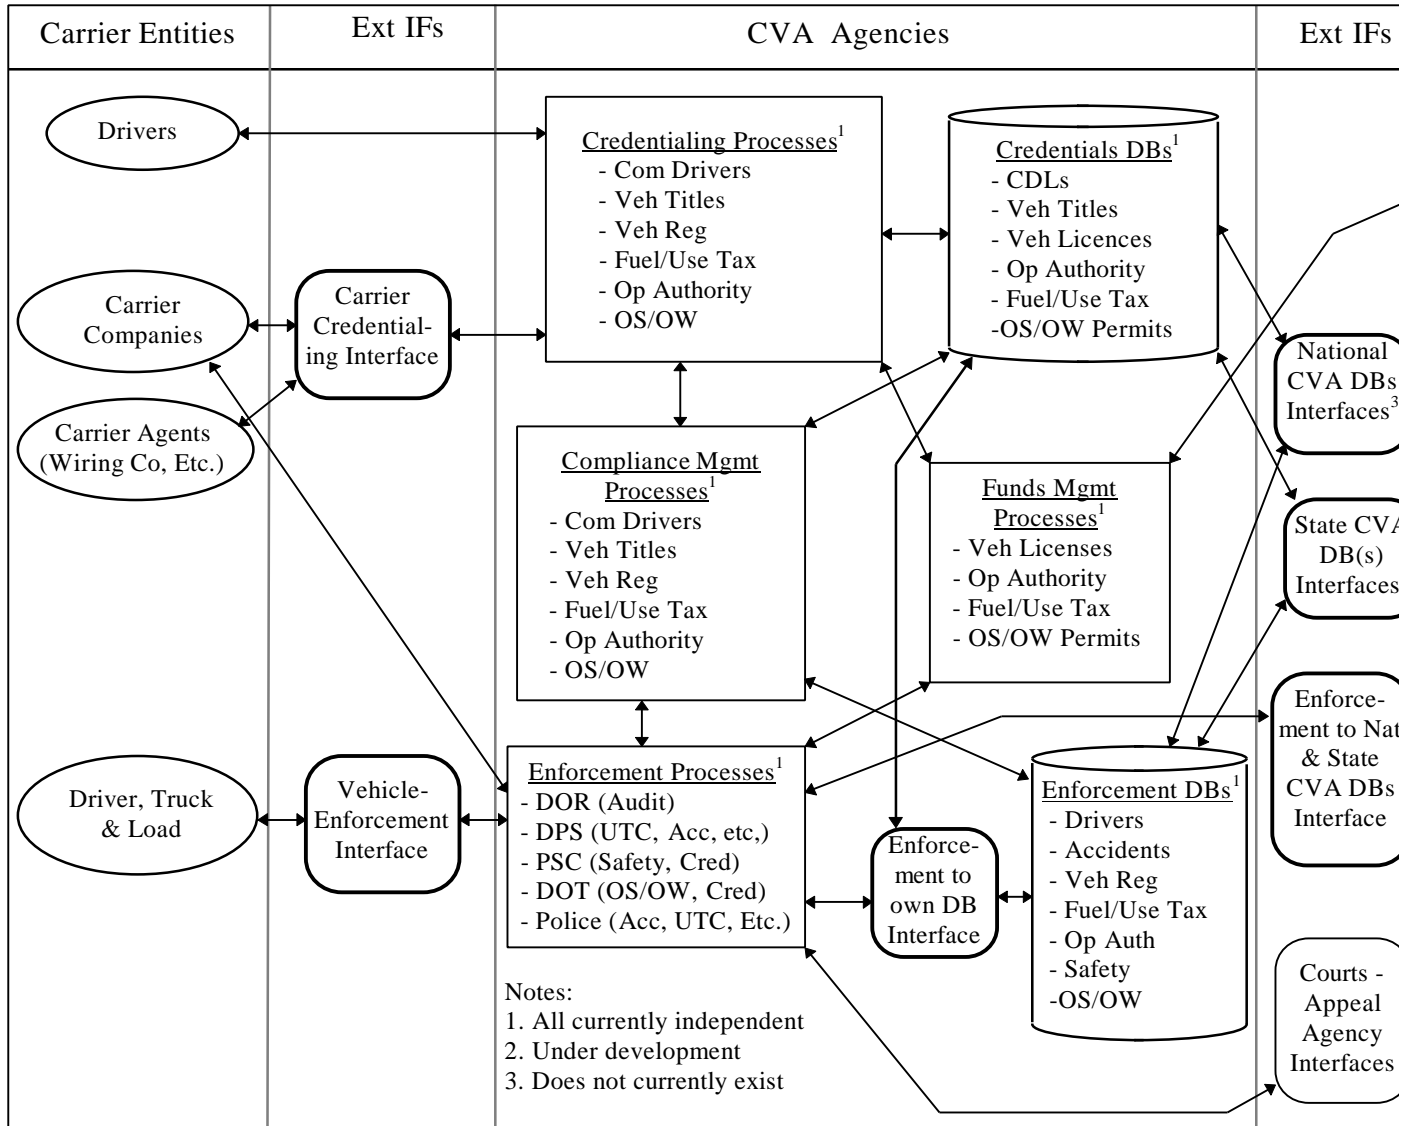 Carrier Entities
Ext IFs
CVA Agencies
Ext IFs
Drivers
Carrier
Companies
Carrier Agents
(Wiring Co, Etc.)
Driver, Truck
& Load
Carrier
Credential-
ing Interface
Vehicle-
Enforcement
Interface
Credentialing Processes1
- Com Drivers
- Veh Titles
- Veh Reg
- Fuel/Use Tax
- Op Authority
- OS/OW
Credentials DBs1
- CDLs
- Veh Titles
- Veh Licences
- Op Authority
- Fuel/Use Tax
-OS/OW Permits
Compliance Mgmt
Processes1
- Com Drivers
- Veh Titles
- Veh Reg
- Fuel/Use Tax
- Op Authority
- OS/OW
Funds Mgmt
Processes1
- Veh Licenses
- Op Authority
- Fuel/Use Tax
- OS/OW Permits
Enforcement Processes1
- DOR (Audit)
- DPS (UTC, Acc, etc,)
- PSC (Safety, Cred)
- DOT (OS/OW, Cred)
- Police (Acc, UTC, Etc.)
Enforce-
ment to
own DB
Interface
Enforcement DBs1
- Drivers
- Accidents
- Veh Reg
- Fuel/Use Tax
- Op Auth
- Safety
-OS/OW
Notes:
1. All currently independent
2. Under development
3. Does not currently exist
National
CVA DBs
Interfaces3
State CVA
DB(s)
Interfaces
Enforce-
ment to Nat
& State
CVA DBs
Interface
Courts -
Appeal
Agency
Interfaces